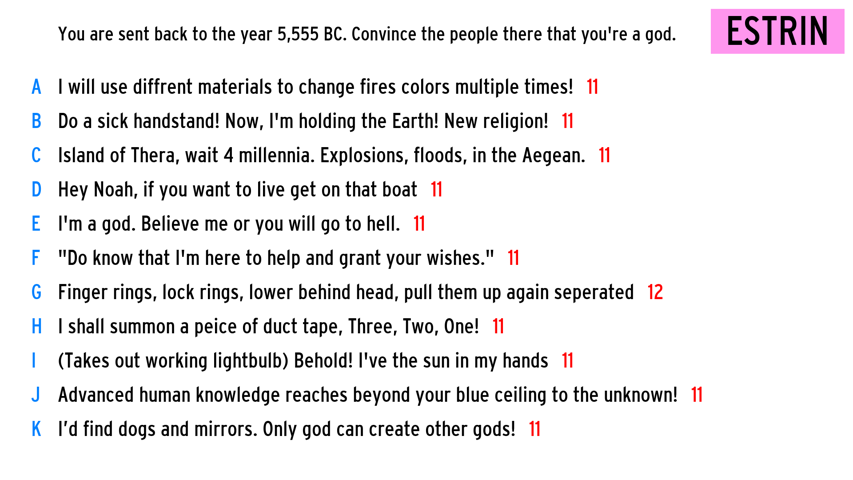 You are sent back to the year 5,555 BC. Convince the people there that you're a god.
ESTRIN
A I will use diffrent materials to change fires colors multiple times! 11
B Do a sick handstand! Now, I'm holding the Earth! New religion! 11
C Island of Thera, wait 4 millennia. Explosions, floods, in the Aegean. 11
D Hey Noah, if you want to live get on that boat 11
E I'm a god. Believe me or you will go to hell. 11
F "Do know that I'm here to help and grant your wishes." 11
G Finger rings, lock rings, lower behind head, pull them up again seperated 12
H I shall summon a peice of duct tape, Three, Two, One! 11
I (Takes out working lightbulb) Behold! I've the sun in my hands 11
J Advanced human knowledge reaches beyond your blue ceiling to the unknown! 11
K I’d find dogs and mirrors. Only god can create other gods! 11